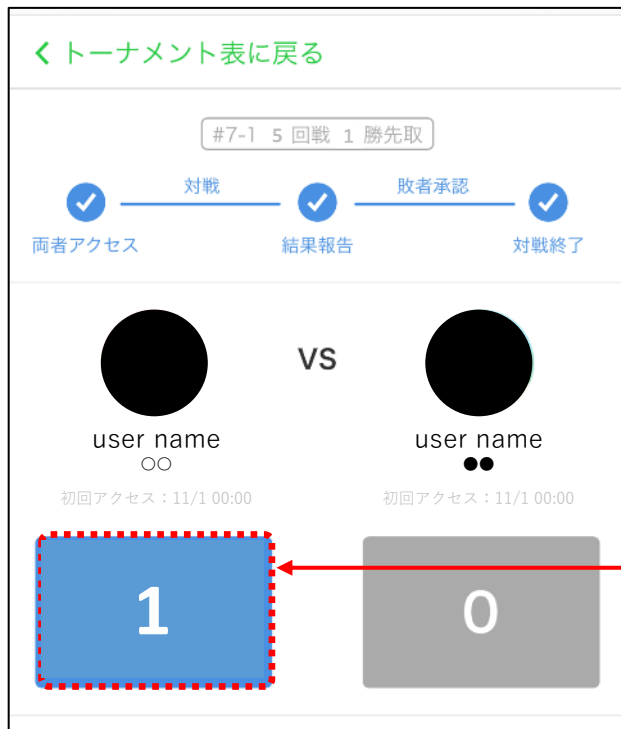 トーナメント表に戻る
#7-1 5 回戦 1 勝先取
対戦 敗者承認
両者アクセス 結果報告 対戦終了
VS
user name user name
○○ ●●
初回アクセス：11/1 00:00 初回アクセス：11/1 00:00
1 0